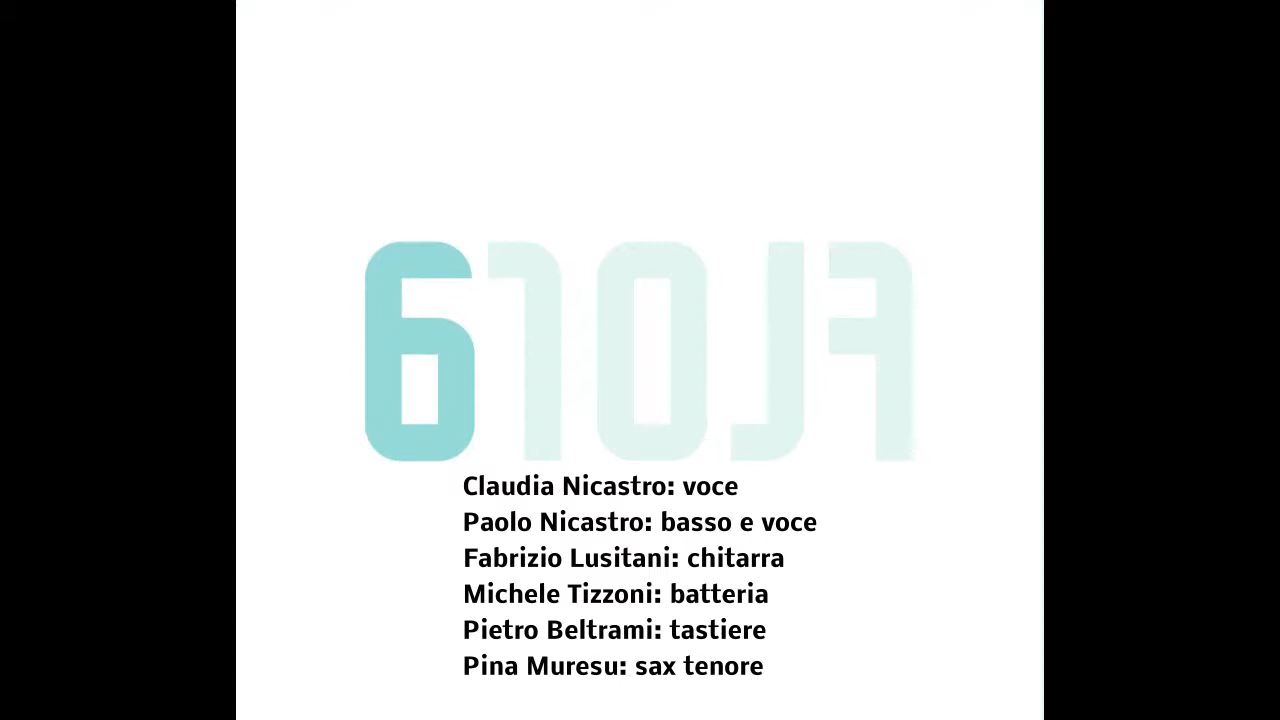 6
Claudia Nicastro: voce
Paolo Nicastro: basso e voce
Fabrizio Lusitani: chitarra
Michele Tizzoni: batteria
Pietro Beltrami: tastiere
Pina Muresu: sax tenore